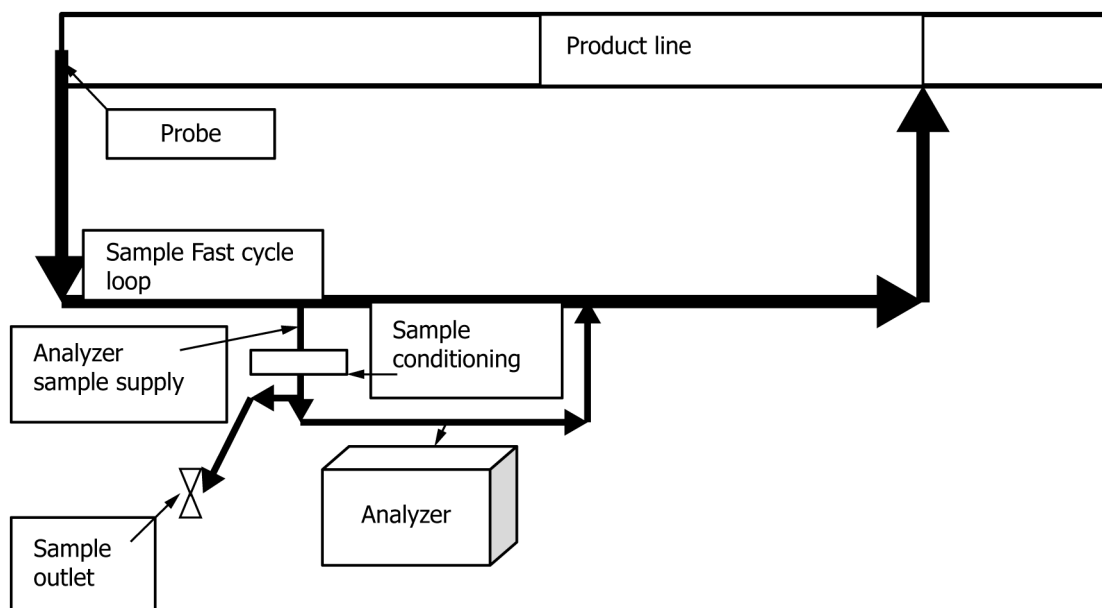 Product line
Probe
Sample Fast cycle
loop
Analyzer
sample supply
Sample
conditioning
Analyzer
Sample
outlet